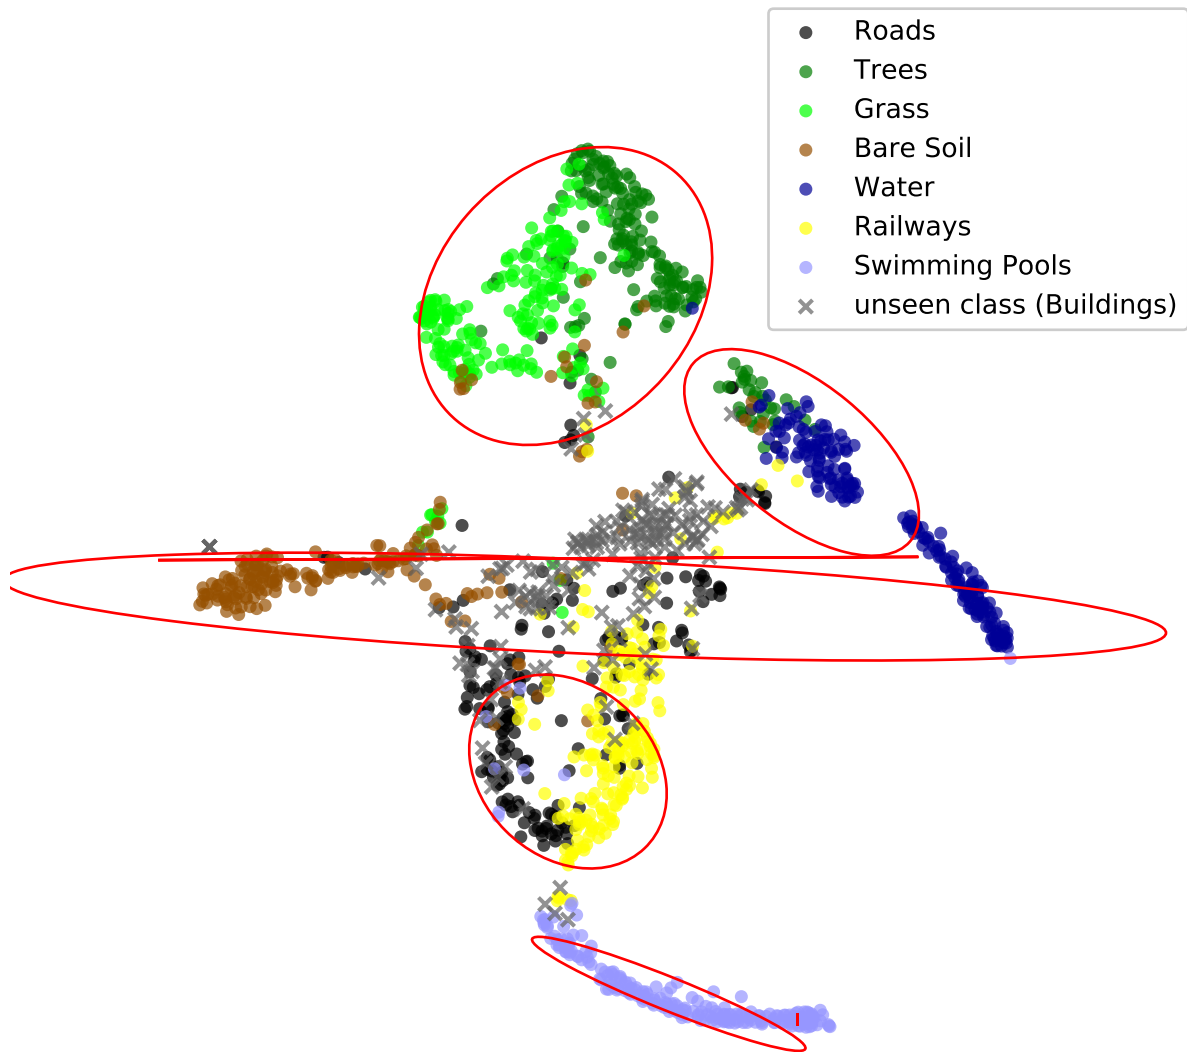 Roads
Trees
Grass
Bare Soil
Water
Railways
Swimming Pools
unseen class (Buildings)